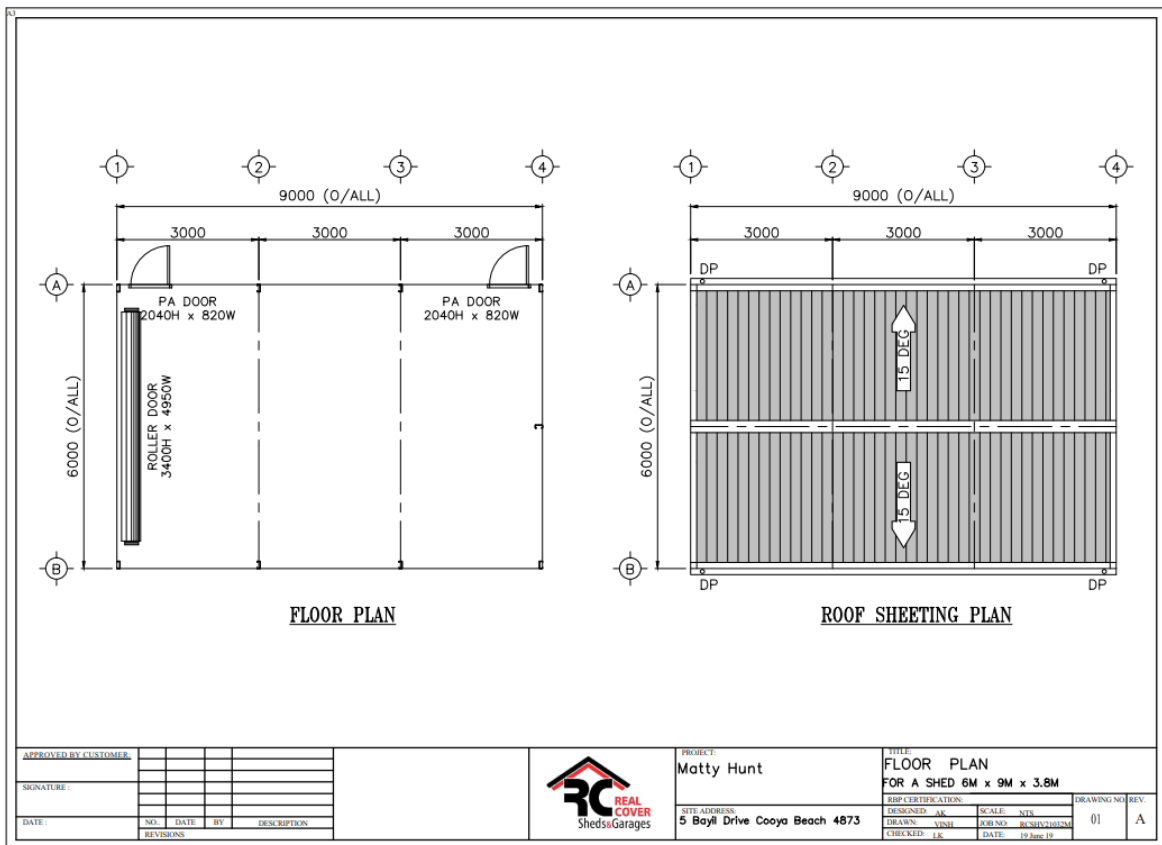 A3
1
2
3
4
9000 (O/ALL)
3000
3000
3000
A
B
6000 (O/ALL)
PA DOOR
2040H x 820W
PA DOOR
2040H x 820W
ROLLER DOOR
3400H x 4950W
FLOOR PLAN
1
2
3
4
9000 (O/ALL)
3000
3000
3000
A
B
6000 (O/ALL)
DP
DP
15 DEG
15 DEG
DP
DP
ROOF SHEETING PLAN
APPROVED BY CUSTOMER:
SIGNATURE:
DATE :
NO. DATE BY DESCRIPTION
REVISIONS
RC REAL
COVER
Sheds&Garages
PROJECT:
Matty Hunt
SITE ADDRESS:
5 Bayil Drive Cooya Beach 4873
TITLE:
FLOOR PLAN
FOR A SHED 6M x 9M x 3.8M
RBP CERTIFICATION:
DESIGNED: AK SCALE: NTS
DRAWN: VINH JOB NO: RCSHV21032M
CHECKED: LK DATE: 19 June 19
DRAWING NO.
01
REV.
A